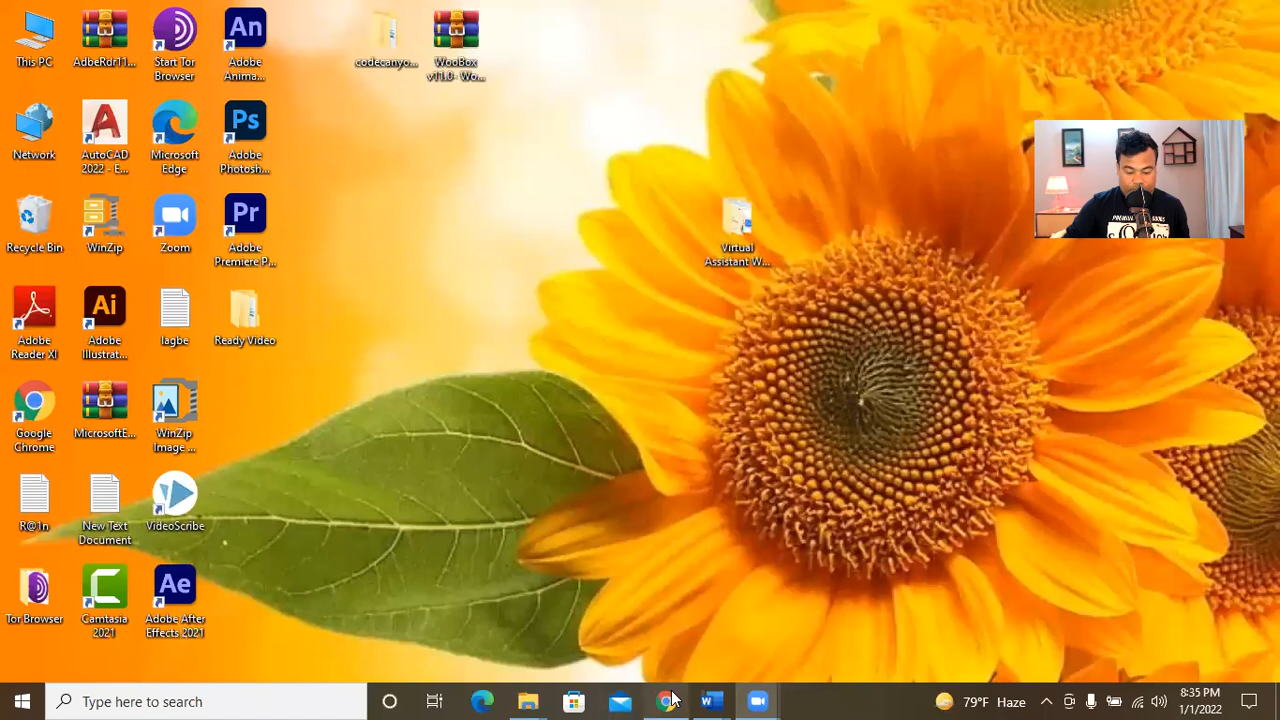 This PC
AdbeRdr11...
Start Tor
Browser
An
Adobe
Anima...
codecanyo...
WooBox
v11.0- Wo...
Network
AutoCAD
2022 - E...
Microsoft
Edge
Ps
Adobe
Photosh...
Recycle Bin
WinZip
Zoom
Pr
Adobe
Premiere P...
Virtual
Assistant W...
Adobe
Reader XI
Ai
Adobe
Illustrat...
lagbe
Ready Video
Google
Chrome
MicrosoftE...
WinZip
Image ...
R@1n
New Text
Document
VideoScribe
Tor Browser
Camtasia
2021
Ae
Adobe After
Effects 2021
PREMIUM
Type here to search
79°F Haze
8:35 PM
1/1/2022